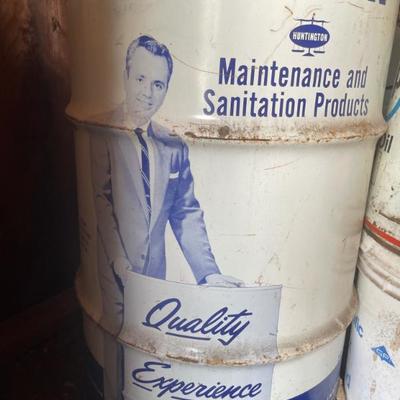 HUNTINGTON
Maintenance and
Sanitation Products
Quality
Experience